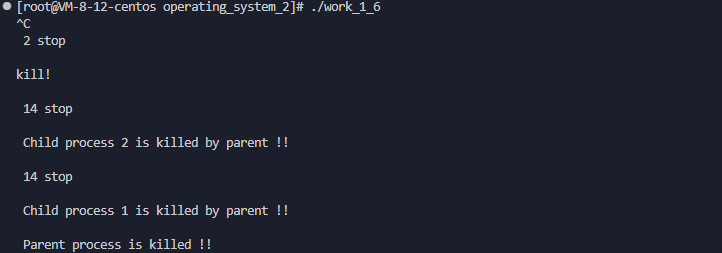 [root@VM-8-12-centos operating_system_2]# ./work_1_6
^C
2 stop
kill!
14 stop
Child process 2 is killed by parent !!
14 stop
Child process 1 is killed by parent !!
Parent process is killed !!